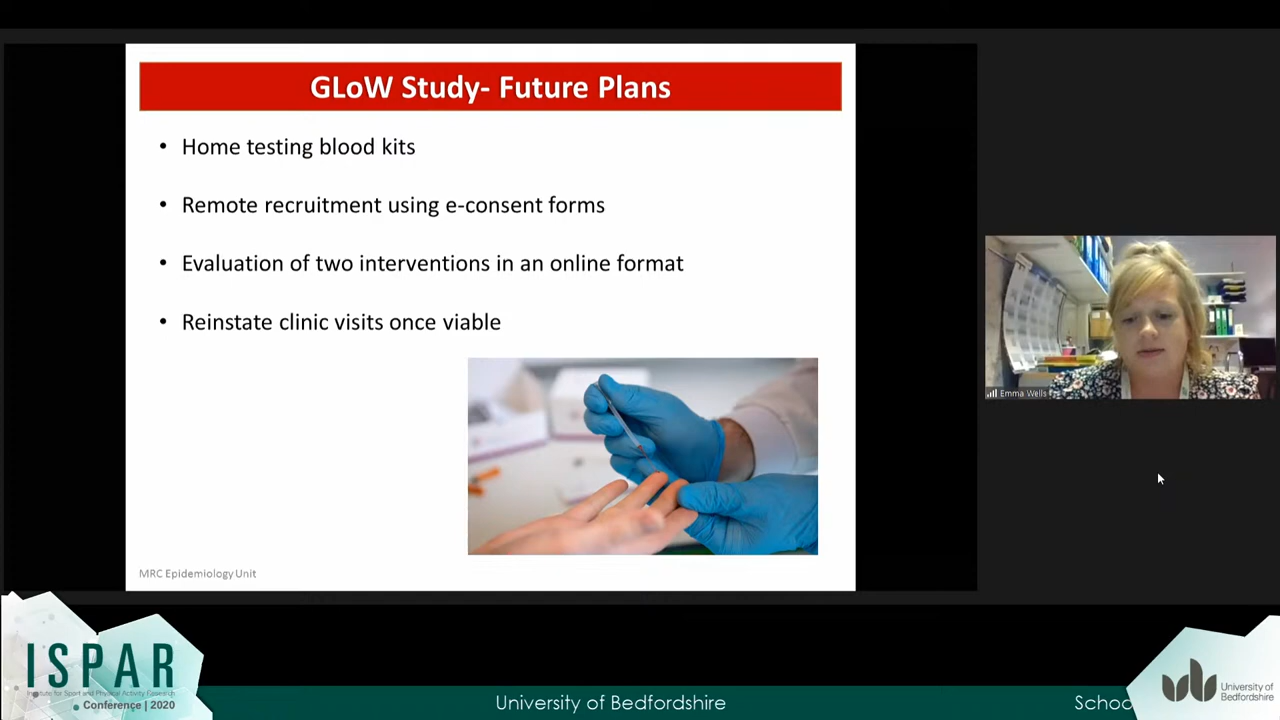 GLoW Study- Future Plans
• Home testing blood kits
• Remote recruitment using e-consent forms
• Evaluation of two interventions in an online format
• Reinstate clinic visits once viable
MRC Epidemiology Unit
Emma Wells
ISPAR
Institute for Sport and Physical Activity Research
Conference | 2020
University of Bedfordshire
Schoo
University of
Bedfordshire